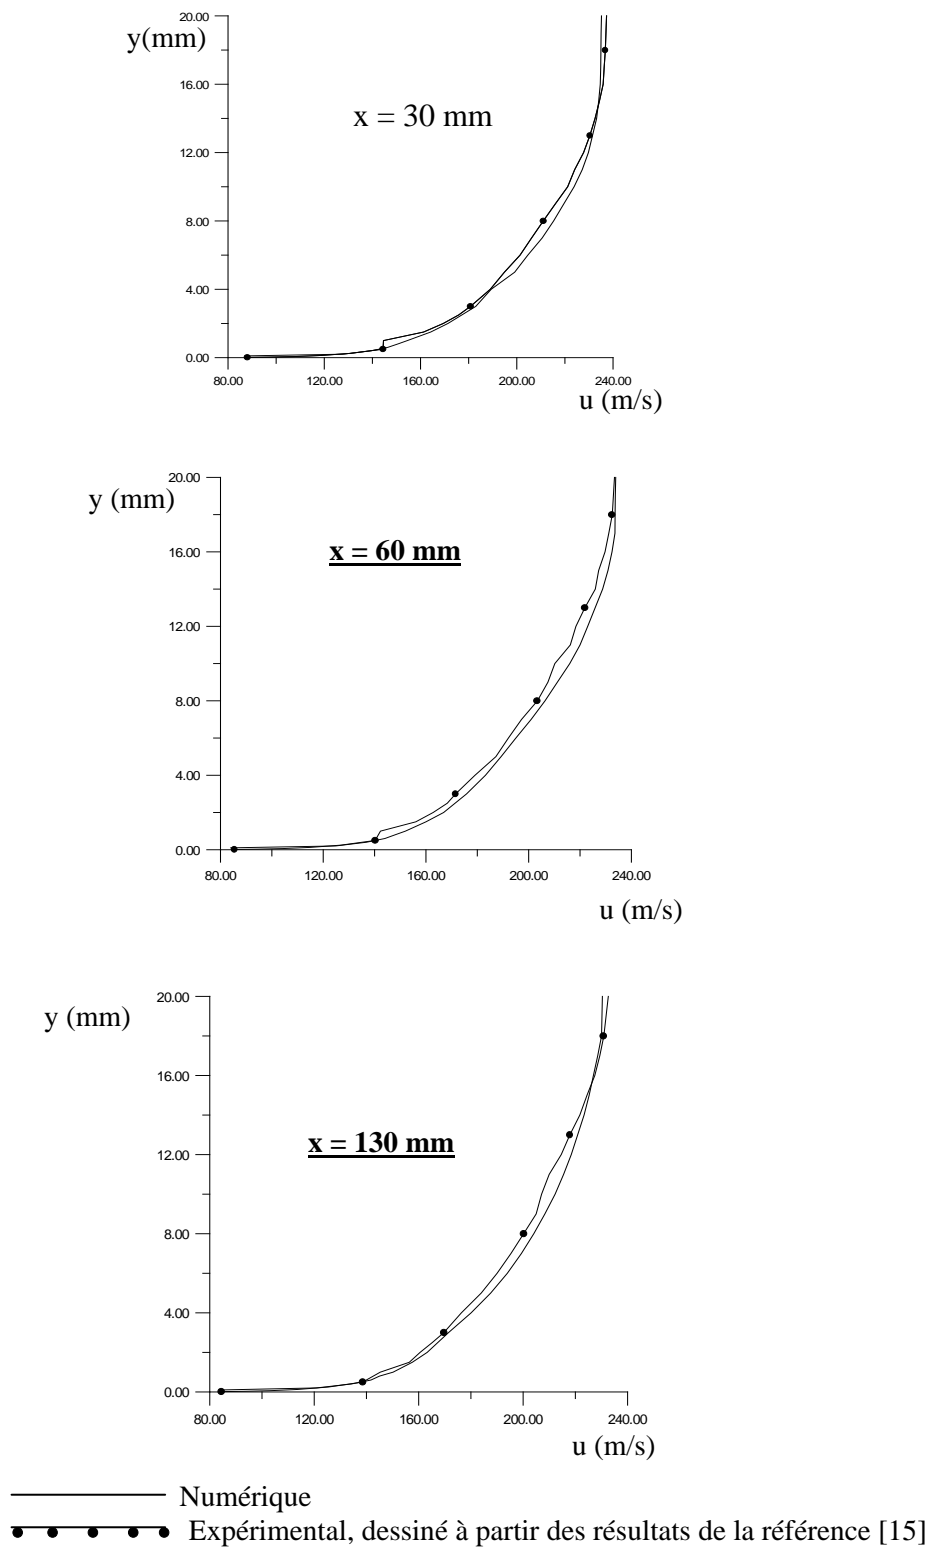 20.00
y(mm)
16.00
x = 30 mm
12.00
8.00
4.00
0.00
80.00 120.00 160.00 200.00 240.00
u (m/s)
20.00
y (mm)
16.00
x = 60 mm
12.00
8.00
4.00
0.00
80.00 120.00 160.00 200.00 240.00
u (m/s)
20.00
y (mm)
16.00
x = 130 mm
12.00
8.00
4.00
0.00
80.00 120.00 160.00 200.00 240.00
u (m/s)
Numérique
Expérimental, dessiné à partir des résultats de la référence [15]